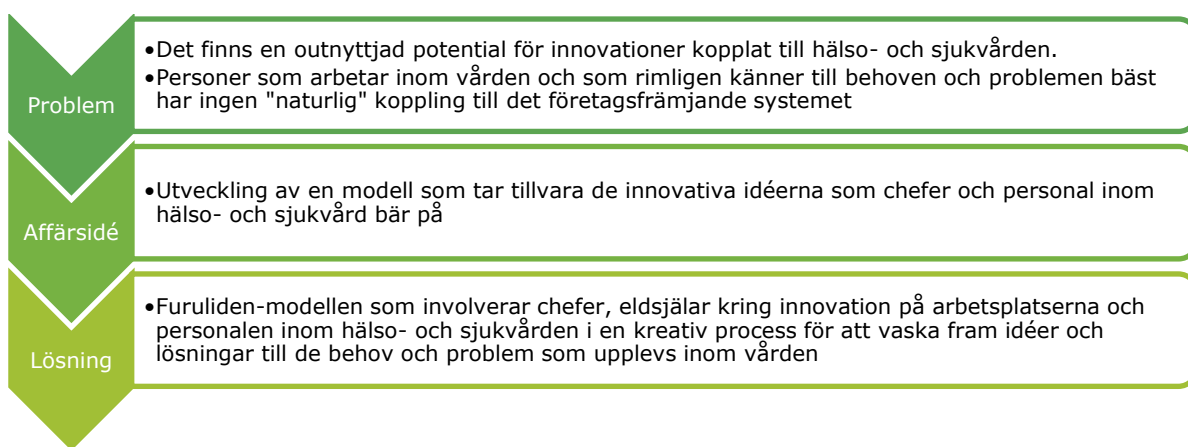 Problem
•Det finns en outnyttjad potential för innovationer kopplat till hälso- och sjukvården.
•Personer som arbetar inom vården och som rimligen känner till behoven och problemen bäst
har ingen "naturlig" koppling till det företagsfrämjande systemet
Affärsidé
•Utveckling av en modell som tar tillvara de innovativa idéerna som chefer och personal inom
hälso- och sjukvård bär på
Lösning
•Furuliden-modellen som involverar chefer, eldsjälar kring innovation på arbetsplatserna och
personalen inom hälso- och sjukvården i en kreativ process för att vaska fram idéer och
lösningar till de behov och problem som upplevs inom vården